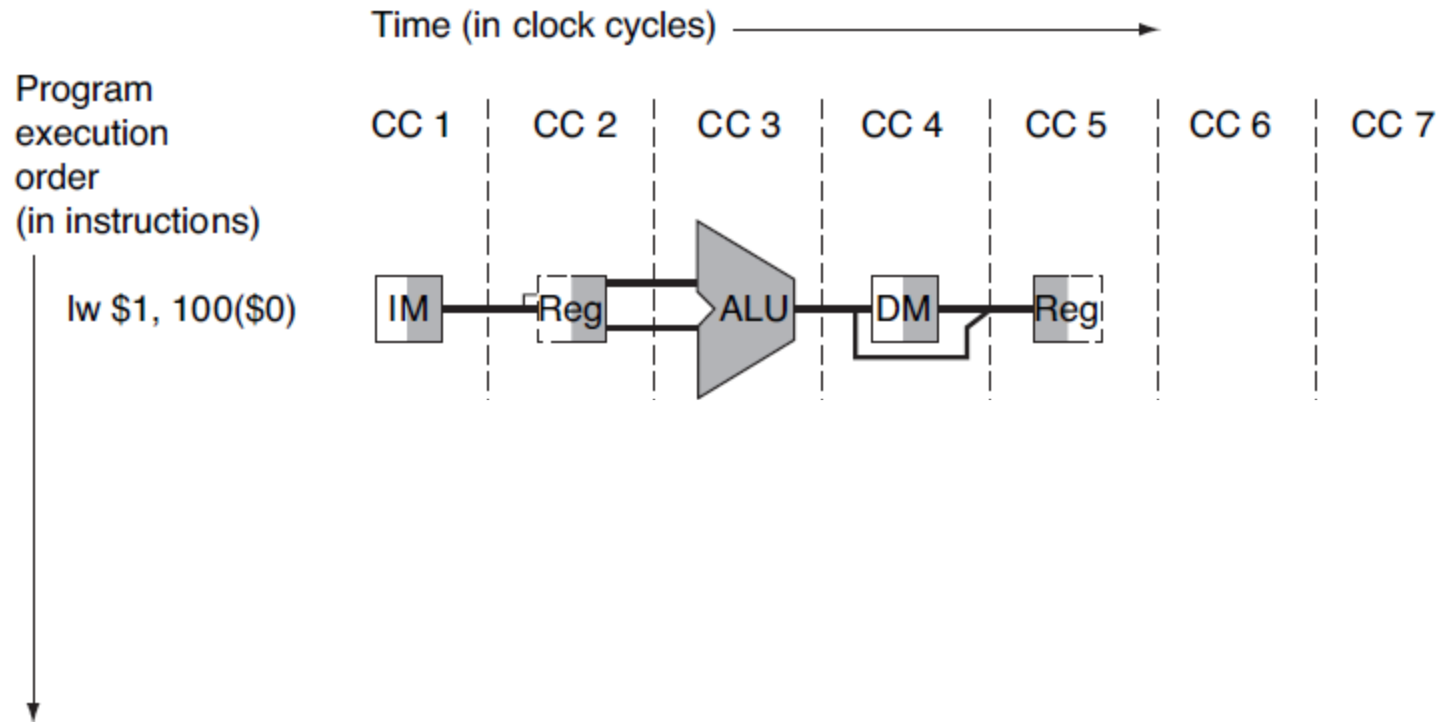 Time (in clock cycles)
Program
execution
order
(in instructions)
CC 1 CC 2 CC 3 CC 4 CC 5 CC 6 CC 7
lw $1, 100($0) IM Reg ALU DM Reg